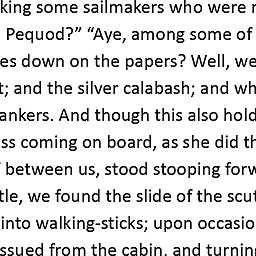 king some sailmakers who were
Pequod?” “Aye, among some of
es down on the papers? Well, we
t; and the silver calabash; and wh
ankers. And though this also hold
ss coming on board, as she did th
between us, stood stooping forw
tle, we found the slide of the scut
into walking-sticks; upon occasio
ssued from the cabin, and turning